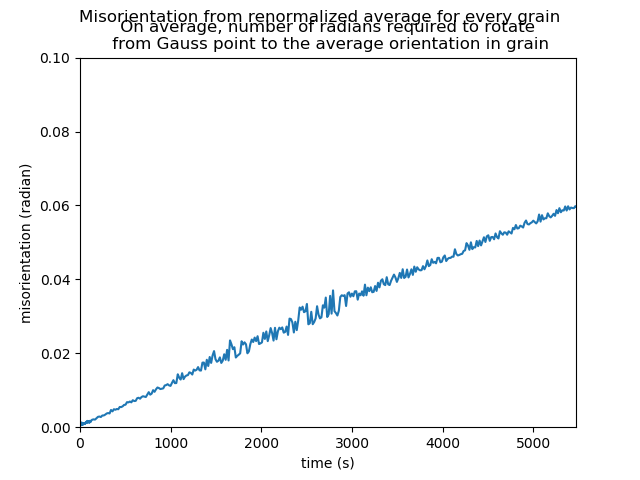 Misorientation from renormalized average for every grain
On average, number of radians required to rotate
from Gauss point to the average orientation in grain
0.10
0.08
0.06
0.04
0.02
0.00
misorientation (radian)
0 1000 2000 3000 4000 5000
time (s)